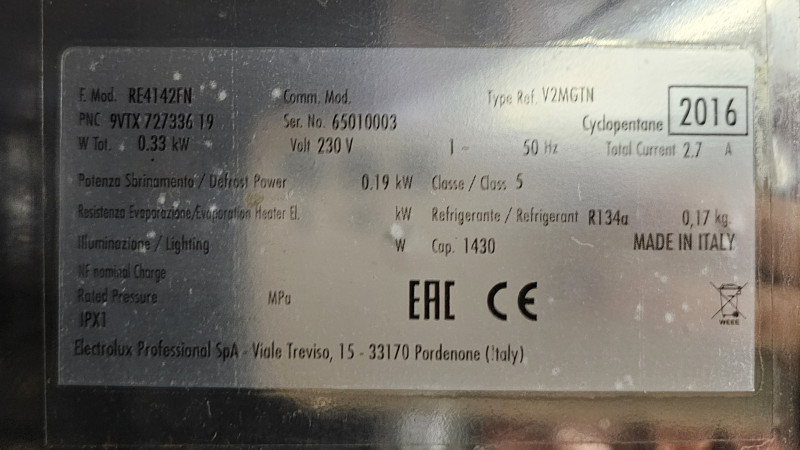 F. Mod. RE4142FN Comm. Mod. Type Ref. V2MGTN
PNC 9VTX 727336 19 Ser. No. 65010003 Cyclopentane 2016
W Tot. 0.33 kW Volt 230 V 1 ~ 50 Hz Total Current 2.7 A
Potenza Sbrinamento / Defrost Power 0.19 kW Classe / Class 5
Resistenza Evaporazione/Evaporation Heater El. kW Refrigerante / Refrigerant R134a 0,17 kg.
Illuminazione / Lighting W Cap. 1430 MADE IN ITALY
NF nominal Charge
Rated Pressure MPa EAC CE
IPX1 WEEE
Electrolux Professional SpA - Viale Treviso, 15 - 33170 Pordenone (Italy)